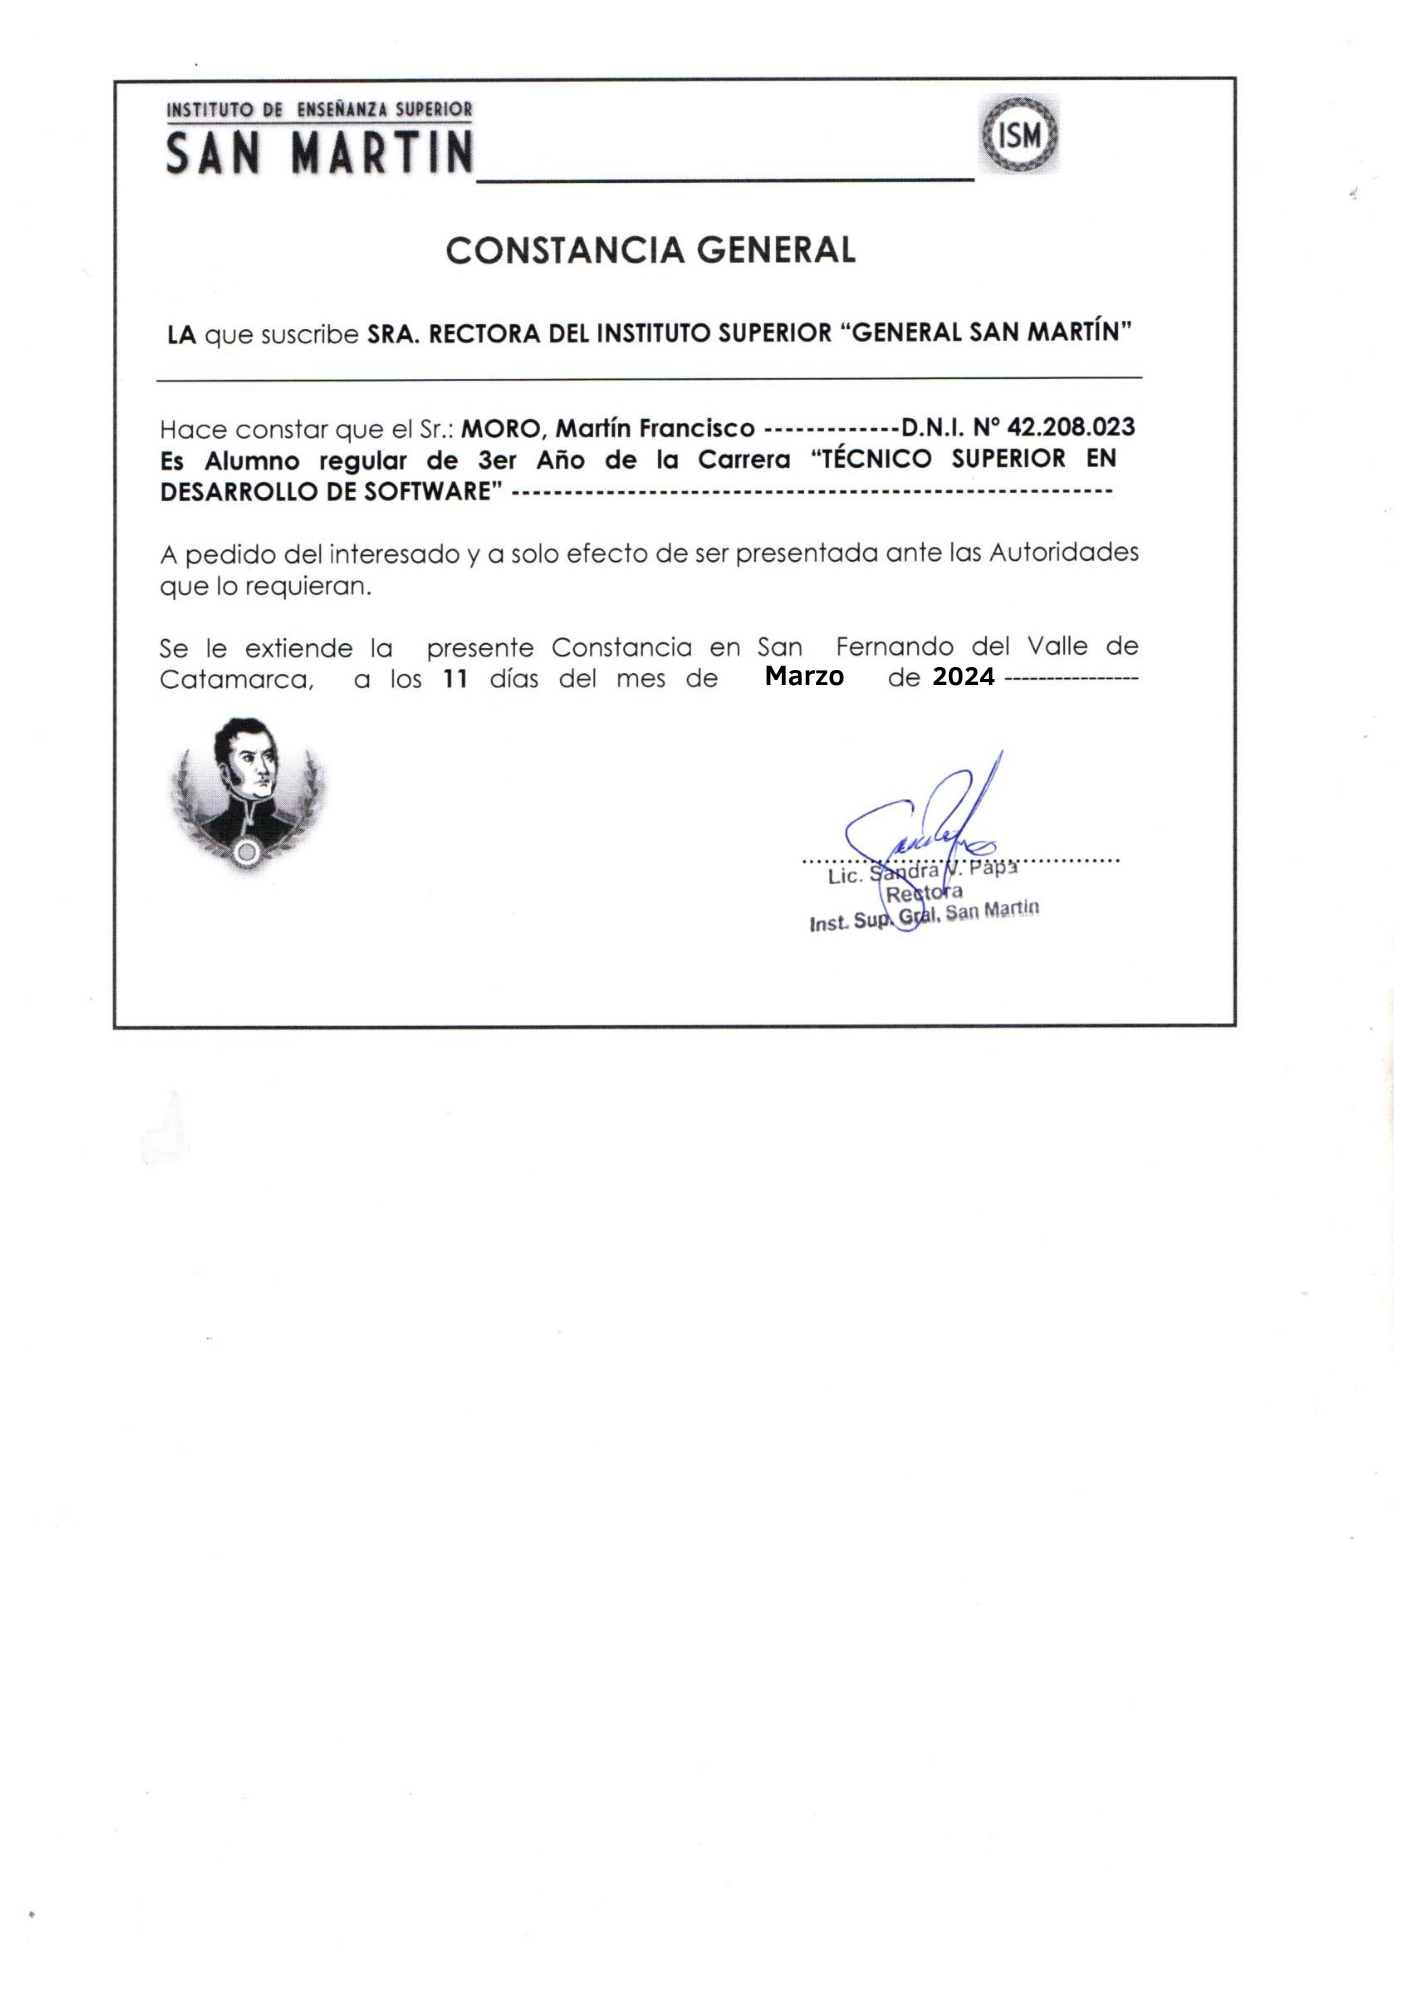 INSTITUTO DE ENSEÑANZA SUPERIOR
SAN MARTIN
ISM
CONSTANCIA GENERAL
LA que suscribe SRA. RECTORA DEL INSTITUTO SUPERIOR “GENERAL SAN MARTÍN”
Hace constar que el Sr.: MORO, Martín Francisco -------------D.N.I. Nº 42.208.023
Es Alumno regular de 3er Año de la Carrera “TÉCNICO SUPERIOR EN
DESARROLLO DE SOFTWARE” ----------------------------------------------------------
A pedido del interesado y a solo efecto de ser presentada ante las Autoridades
que lo requieran.
Se le extiende la presente Constancia en San Fernando del Valle de
Catamarca, a los 11 días del mes de Marzo de 2024 ----------------
Lic. Sandra V. Papa
Rectora
Inst. Sup. Gral. San Martin